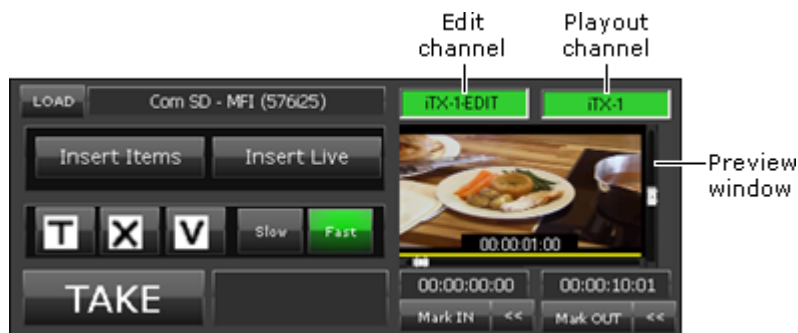 Edit channel
Playout channel
LOAD
Com SD - MFI (576i25)
iTX-1-EDIT
iTX-1
Insert Items
Insert Live
Preview window
T
X
V
Slow
Fast
00:00:01:00
TAKE
00:00:00:00
00:00:10:01
Mark IN
<<
Mark OUT
<<